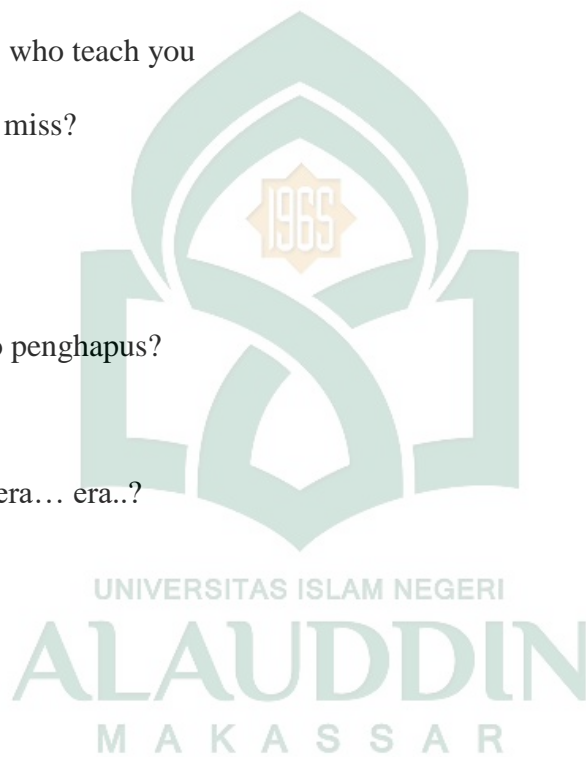 who teach you
miss?
1965
penghapus?
era… era..?
UNIVERSITAS ISLAM NEGERI
ALAUDDIN
MAKASSAR